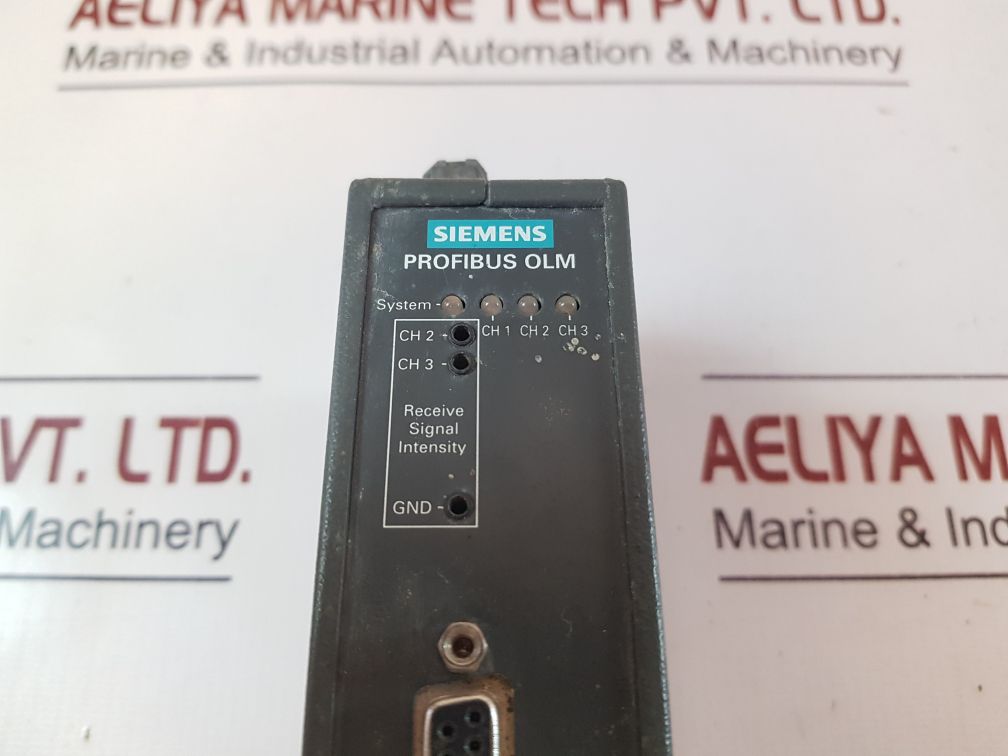 AELIYA MARINE TECH PVT. LTD.
Marine & Industrial Automation & Machinery
SIEMENS
PROFIBUS OLM
System
CH 1 CH 2 CH 3
CH 2
CH 3
Receive
Signal
Intensity
GND
VT. LTD.
Machinery
AELIYA M
Marine & Ind